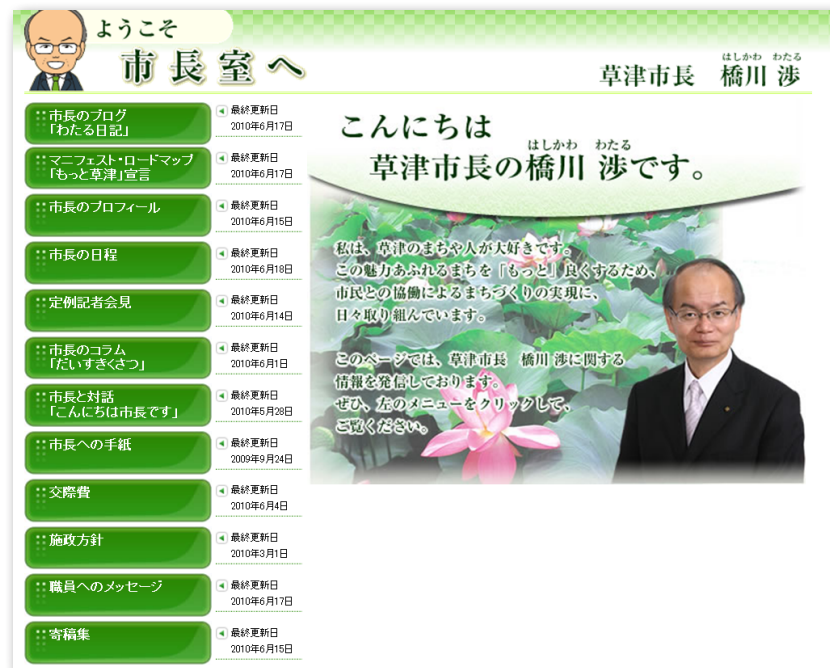 ようこそ
市長室へ
はしかわ わたる
草津市長 橋川 渉
市長のブログ
「わたる日記」
最終更新日
2010年6月17日
マニフェスト・ロードマップ
「もっと草津」宣言
最終更新日
2010年6月17日
市長のプロフィール
最終更新日
2010年6月15日
市長の日程
最終更新日
2010年6月18日
定例記者会見
最終更新日
2010年6月14日
市長のコラム
「だいすきくさつ」
最終更新日
2010年6月1日
市長と対話
「こんにちは市長です」
最終更新日
2010年5月28日
市長への手紙
最終更新日
2009年9月24日
交際費
最終更新日
2010年6月4日
施政方針
最終更新日
2010年3月1日
職員へのメッセージ
最終更新日
2010年6月17日
寄稿集
最終更新日
2010年6月15日
こんにちは
はしかわ わたる
草津市長の橋川 渉です。
私は、草津のまちや人が大好きです。
この魅力あふれるまちを「もっと」良くするため、
市民との協働によるまちづくりの実現に、
日々取り組んでいます。
このページでは、草津市長 橋川 渉に関する
情報を発信しております。
ぜひ、左のメニューをクリックして、
ご覧ください。